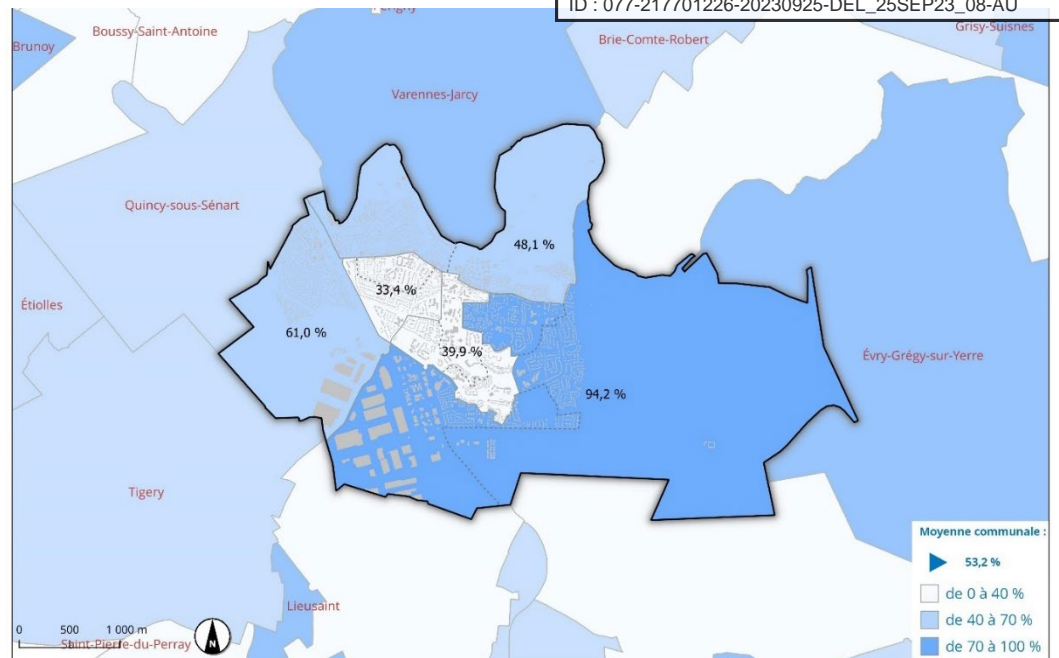 ID : 077-217701226-20230925-DEL_25SEP23_08-AU
Grisy-Suisnes
Boussy-Saint-Antoine
Brie-Comte-Robert
Brunoy
Varennes-Jarcy
Quincy-sous-Sénart
48,1 %
33,4 %
Étiolles
61,0 %
39,9 %
Évry-Grégy-sur-Yerre
94,2 %
Tigery
Moyenne communale :
53,2 %
de 0 à 40 %
de 40 à 70 %
de 70 à 100 %
Lieusaint
0 500 1 000 m
Saint-Pierre-du-Perray
N